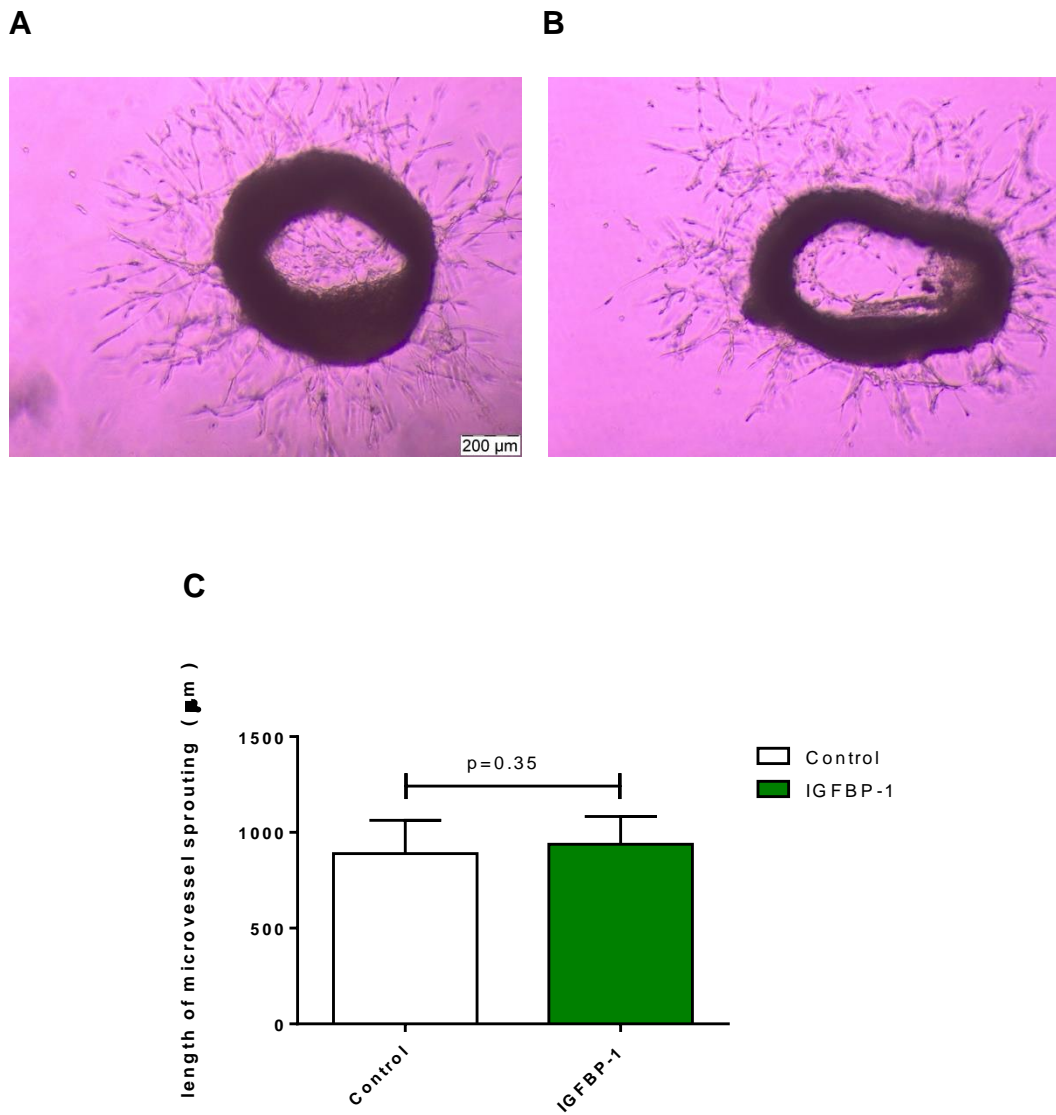 A
B
200 µm
C
length of microvessel sprouting (µm)
1500
1000
500
0
p=0.35
Control
IGFBP-1
Control
IGFBP-1